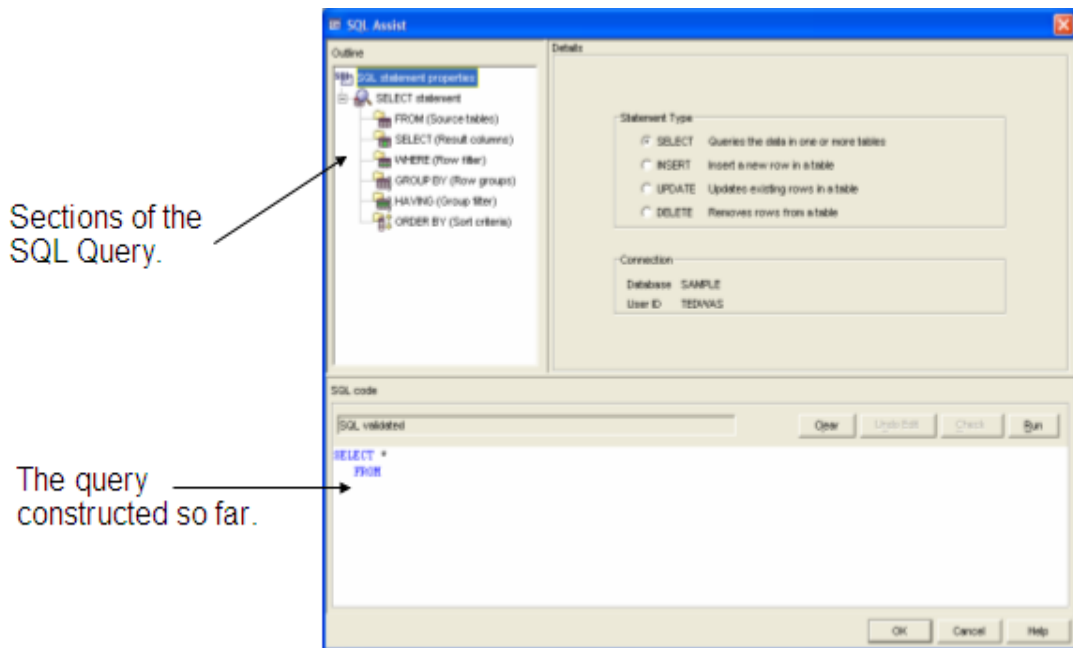 SQL Assist
Outline
Details
SQL statement properties
SELECT statement
FROM (Source tables)
SELECT (Result columns)
WHERE (Row filter)
GROUP BY (Row groups)
HAVING (Group filter)
ORDER BY (Sort criteria)
Statement Type
SELECT Queries the data in one or more tables
INSERT Insert a new row in a table
UPDATE Updates existing rows in a table
DELETE Removes rows from a table
Connection
Database SAMPLE
User ID TEDWAS
Sections of the
SQL Query.
SQL code
SQL validated
Clear Undo Edit Check Run
SELECT *
FROM
The query
constructed so far.
OK Cancel Help